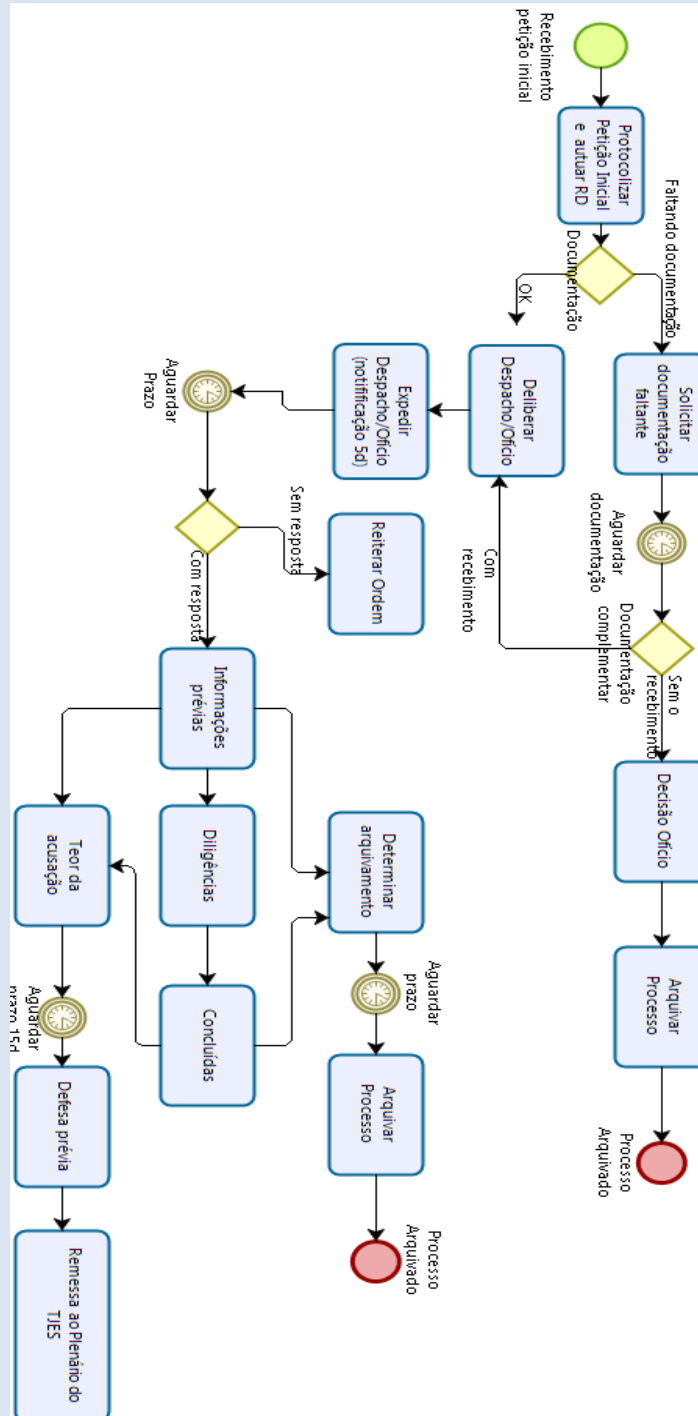 Recebimento
petição inicial
Protocolizar
Petição Inicial
e autuar RD
Documentação
Faltando documentação
OK
Solicitar
documentação
faltante
Aguardar
documentação
Documentação
complementar
Sem o
recebimento
Com
recebimento
Decisão Ofício
Arquivar
Processo
Processo
Arquivado
Deliberar
Despacho/Ofício
Expedir
Despacho/Ofício
(notififficação 5d)
Aguardar
Prazo
Sem resposta
Com resposta
Reiterar Ordem
Informações
prévias
Determinar
arquivamento
Aguardar
prazo
Arquivar
Processo
Processo
Arquivado
Diligências
Concluídas
Teor da
acusação
Aguardar
prazo 15d
Defesa prévia
Remessa ao Plenário do
TJES